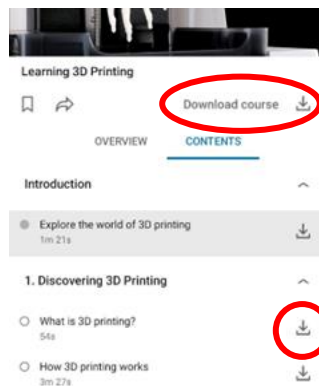 Learning 3D Printing
Download course
OVERVIEW CONTENTS
Introduction
Explore the world of 3D printing
1m 21s
1. Discovering 3D Printing
What is 3D printing?
54s
How 3D printing works
3m 27s